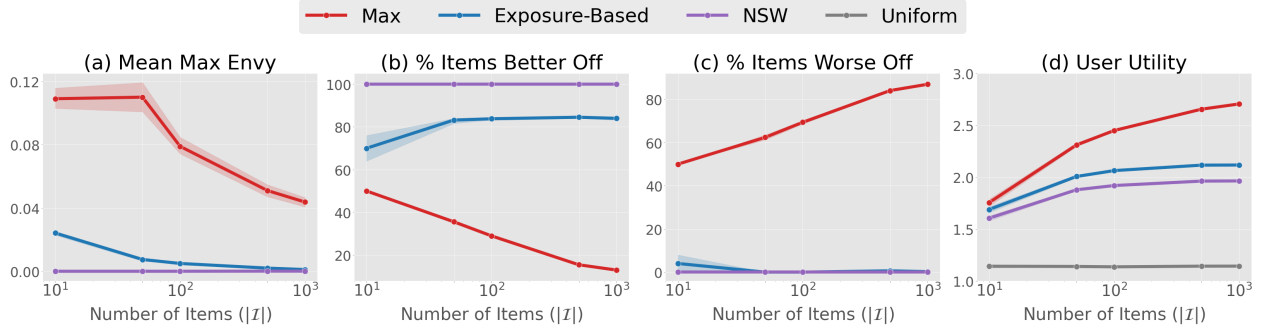 Max Exposure-Based NSW Uniform
(a) Mean Max Envy
0.12
0.08
0.04
0.00
10¹ 10² 10³
Number of Items (|𝓘|)
(b) % Items Better Off
100
80
60
40
20
10¹ 10² 10³
Number of Items (|𝓘|)
(c) % Items Worse Off
80
60
40
20
0
10¹ 10² 10³
Number of Items (|𝓘|)
(d) User Utility
3.0
2.5
2.0
1.5
1.0
10¹ 10² 10³
Number of Items (|𝓘|)